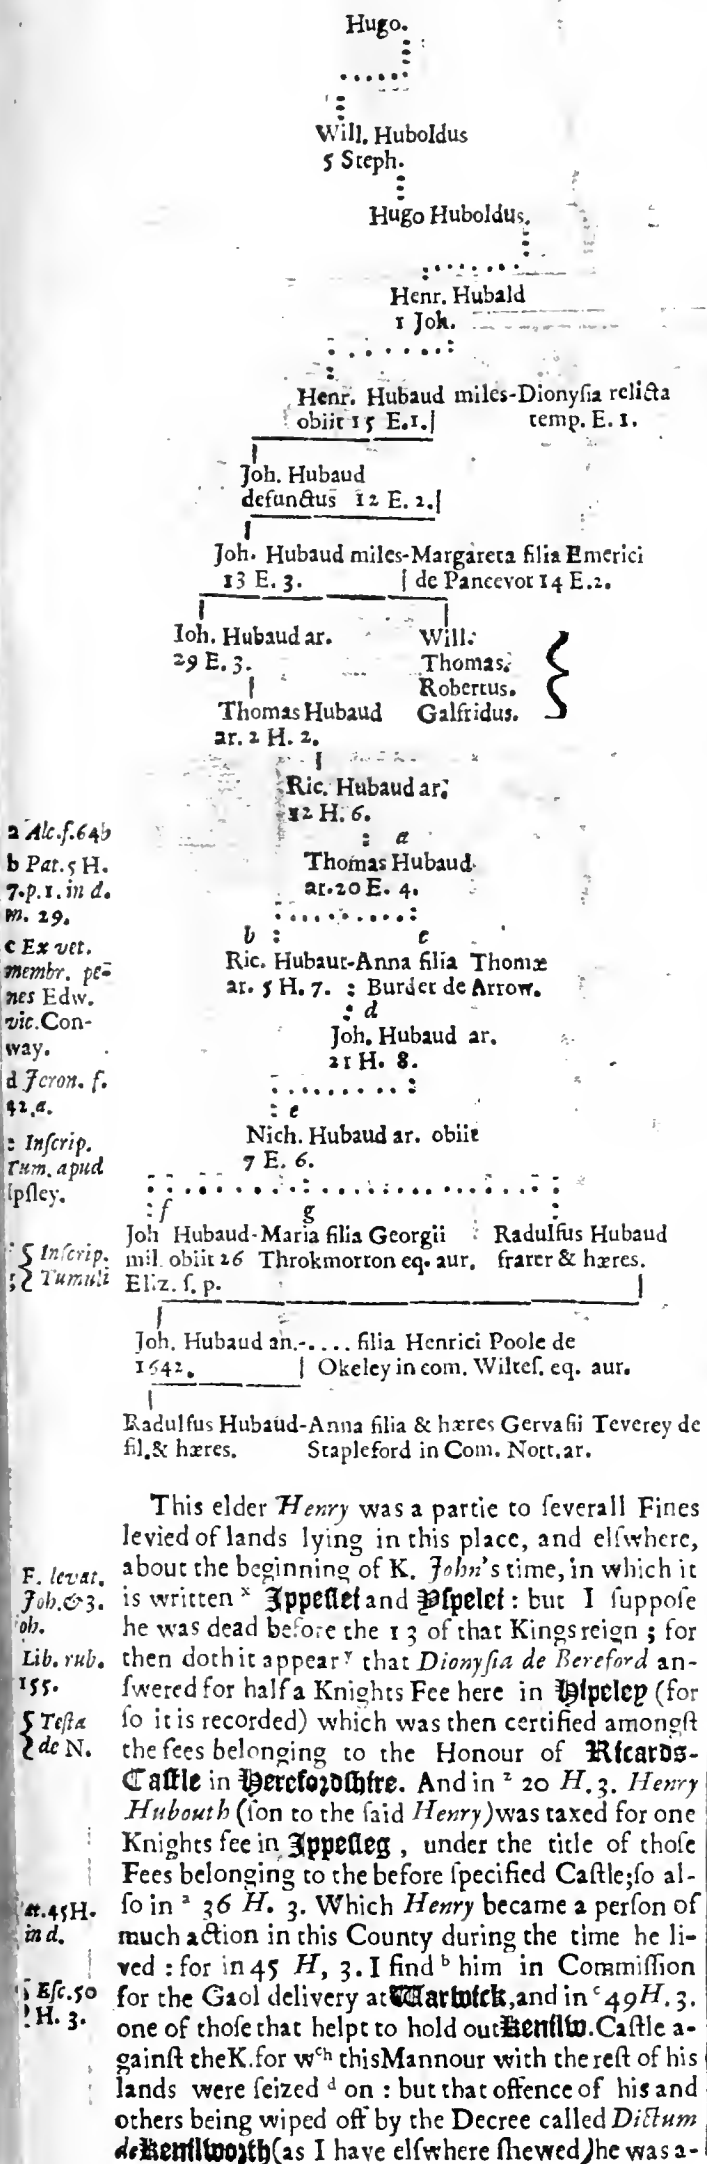 Hugo.
Will. Huboldus
5 Steph.
Hugo Huboldus.
Henr. Hubald
1 Joh.
Henr. Hubaud miles-Dionyſia relicta
obiit 15 E.1. temp. E. 1.
Joh. Hubaud
defunctus 12 E. 2.
Joh. Hubaud miles-Margareta filia Emerici
13 E. 3. de Pancevot 14 E.2.
Ioh. Hubaud ar. Will.
29 E. 3. Thomas.
Robertus.
Thomas Hubaud Galfridus.
ar. 2 H. 2.
Ric. Hubaud ar.
12 H. 6.
a
Thomas Hubaud
ar. 20 E. 4.
b c
Ric. Hubaut-Anna filia Thomæ
ar. 5 H. 7. Burdet de Arrow.
d
Joh. Hubaud ar.
21 H. 8.
e
Nich. Hubaud ar. obiit
7 E. 6.
f g
Joh Hubaud-Maria filia Georgii Radulfus Hubaud
mil. obiit 26 Throkmorton eq. aur. frater & hæres.
Eliz. ſ. p.
Joh. Hubaud an.-.... filia Henrici Poole de
1642. Okeley in com. Wilteſ. eq. aur.
Radulfus Hubaud-Anna filia & hæres Gervaſii Teverey de
fil. & hæres. Stapleford in Com. Nott. ar.
a Alc. f.64b
b Pat. 5 H.
7. p. 1. in d.
m. 29.
c Ex vet.
membr. pe-
nes Edw.
vic. Con-
way.
d Jeron. f.
42. a.
: Inſcrip.
Tum. apud
Ipſley.
Inſcrip.
Tumuli
This elder Henry was a partie to ſeverall Fines
levied of lands lying in this place, and elſwhere,
about the beginning of K. John's time, in which it
is written x Ippeſlei and Yſpelei : but I ſuppoſe
he was dead before the 13 of that Kings reign ; for
then doth it appear y that Dionyſia de Bereford an-
ſwered for half a Knights Fee here in Hipſley (for
ſo it is recorded) which was then certified amongſt
the fees belonging to the Honour of Ricards-
Caſtle in Herefordſhire. And in z 20 H. 3. Henry
Hubouth (ſon to the ſaid Henry) was taxed for one
Knights fee in Ippeſleg , under the title of thoſe
Fees belonging to the before ſpecified Caſtle; ſo al-
ſo in a 36 H. 3. Which Henry became a perſon of
much action in this County during the time he li-
ved : for in 45 H, 3. I find b him in Commiſſion
for the Gaol delivery at Warwick, and in c 49 H. 3.
one of thoſe that helpt to hold out Kenilw. Caſtle a-
gainſt the K. for wch this Mannour with the reſt of his
lands were ſeized d on : but that offence of his and
others being wiped off by the Decree called Dictum
de Kenilworth (as I have elſwhere ſhewed) he was a-
F. levat.
Joh. & 3.
oh.
Lib. rub.
155.
Teſta
de N.
at. 45 H.
in d.
Eſc. 50
H. 3.